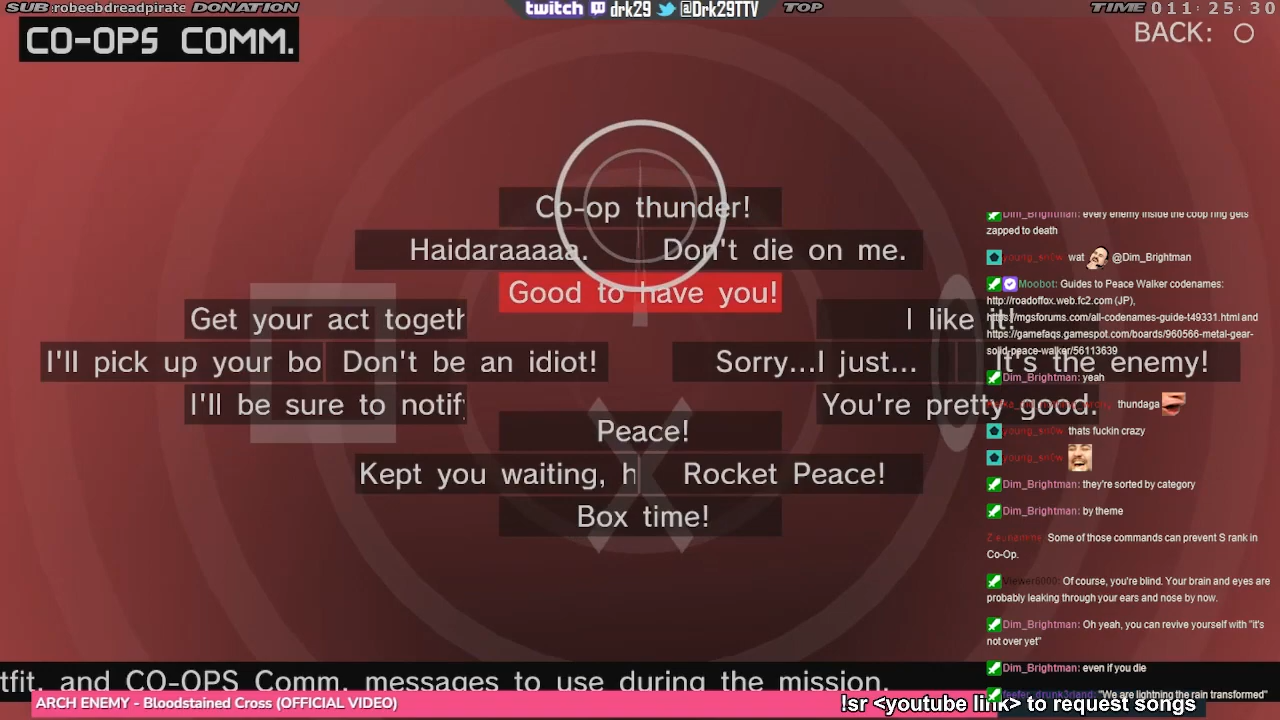 SUB:robeebdreadpirate DONATION
twitch drk29 @Drk29TTV TOP
TIME 011:25:30
CO-OPS COMM.
BACK:
Co-op thunder!
Haidaraaaaa. Don't die on me.
Good to have you!
Get your act togeth
I like it!
I'll pick up your bo Don't be an idiot! Sorry...I just... It's the enemy!
I'll be sure to notify
You're pretty good.
Peace!
Kept you waiting, h Rocket Peace!
Box time!
Dim_Brightman: every enemy inside the coop ring gets
zapped to death
young_sn0w wat @Dim_Brightman
Moobot: Guides to Peace Walker codenames:
http://roadoffox.web.fc2.com (JP),
https://mgsforums.com/all-codenames-guide-t49331.html and
https://gamefaqs.gamespot.com/boards/960566-metal-gear-
solid-peace-walker/56113639
Dim_Brightman: yeah
thundaga
young_sn0w thats fuckin crazy
young_sn0w
Dim_Brightman: they're sorted by category
Dim_Brightman: by theme
Some of those commands can prevent S rank in
Co-Op.
Viewer6000: Of course, you're blind. Your brain and eyes are
probably leaking through your ears and nose by now.
Dim_Brightman: Oh yeah, you can revive yourself with "it's
not over yet"
Dim_Brightman: even if you die
"We are lightning the rain transformed"
tfit, and CO-OPS Comm. messages to use during the mission.
ARCH ENEMY - Bloodstained Cross (OFFICIAL VIDEO)
!sr <youtube link> to request songs